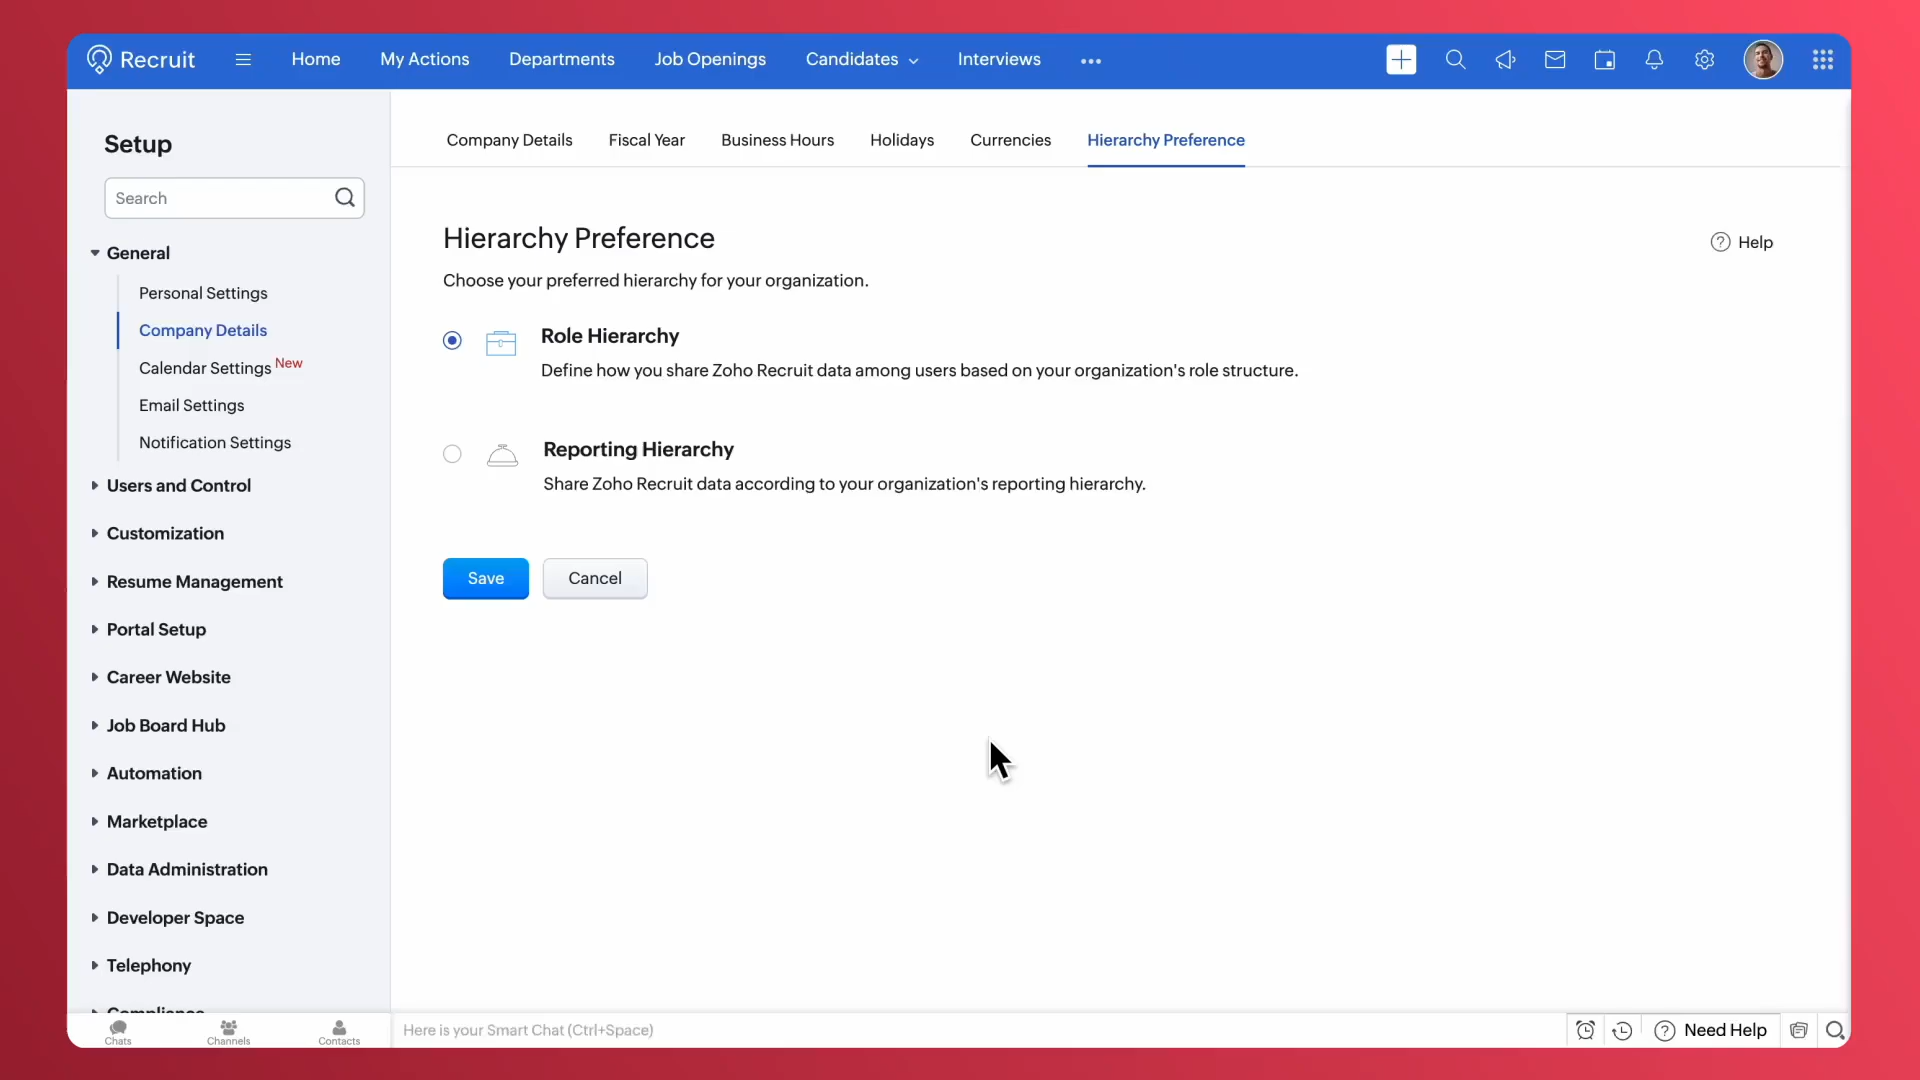 Recruit
Home
My Actions
Departments
Job Openings
Candidates
Interviews
Setup
Search
General
Personal Settings
Company Details
Calendar Settings New
Email Settings
Notification Settings
Users and Control
Customization
Resume Management
Portal Setup
Career Website
Job Board Hub
Automation
Marketplace
Data Administration
Developer Space
Telephony
Compliance
Company Details
Fiscal Year
Business Hours
Holidays
Currencies
Hierarchy Preference
Hierarchy Preference
Help
Choose your preferred hierarchy for your organization.
Role Hierarchy
Define how you share Zoho Recruit data among users based on your organization's role structure.
Reporting Hierarchy
Share Zoho Recruit data according to your organization's reporting hierarchy.
Save
Cancel
Chats
Channels
Contacts
Here is your Smart Chat (Ctrl+Space)
Need Help